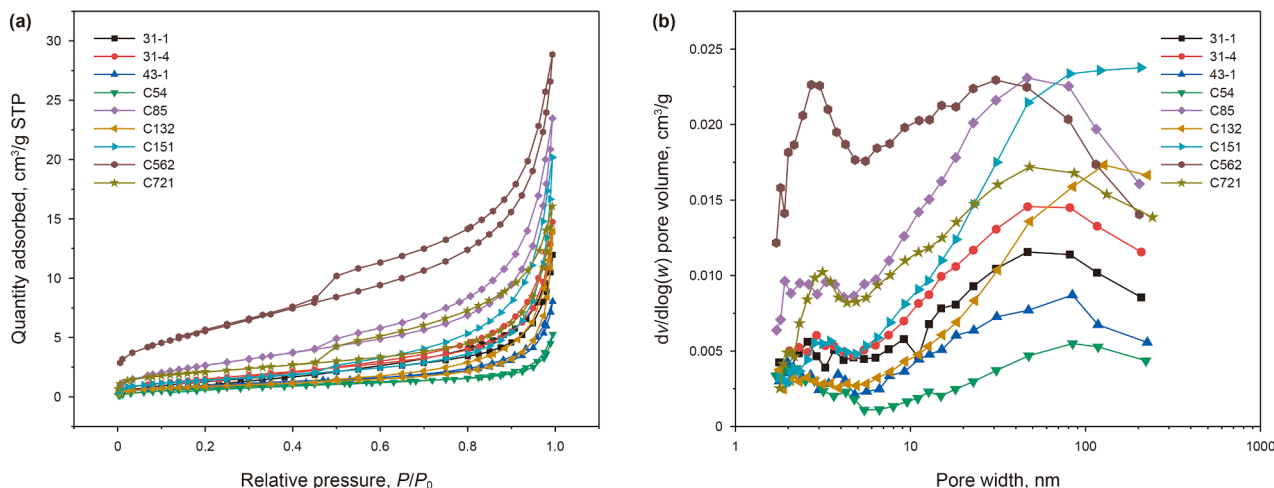 (a)
Quantity adsorbed, cm³/g STP
30
25
20
15
10
5
0
31-1
31-4
43-1
C54
C85
C132
C151
C562
C721
0
0.2
0.4
0.6
0.8
1.0
Relative pressure, P/P₀
(b)
dv/dlog(w) pore volume, cm³/g
0.025
0.020
0.015
0.010
0.005
0
31-1
31-4
43-1
C54
C85
C132
C151
C562
C721
1
10
100
1000
Pore width, nm